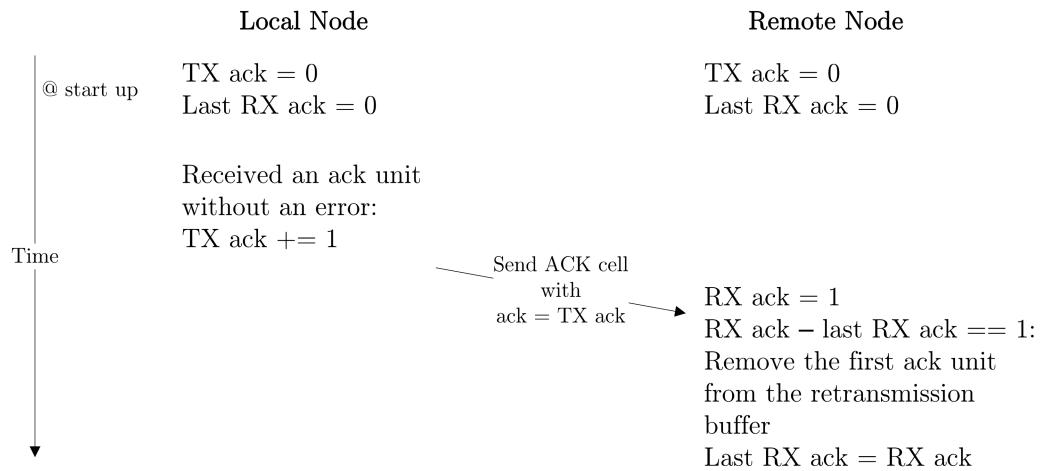 Local Node
Remote Node
@ start up
TX ack = 0
Last RX ack = 0
TX ack = 0
Last RX ack = 0
Received an ack unit
without an error:
TX ack += 1
Time
Send ACK cell
with
ack = TX ack
RX ack = 1
RX ack – last RX ack == 1:
Remove the first ack unit
from the retransmission
buffer
Last RX ack = RX ack